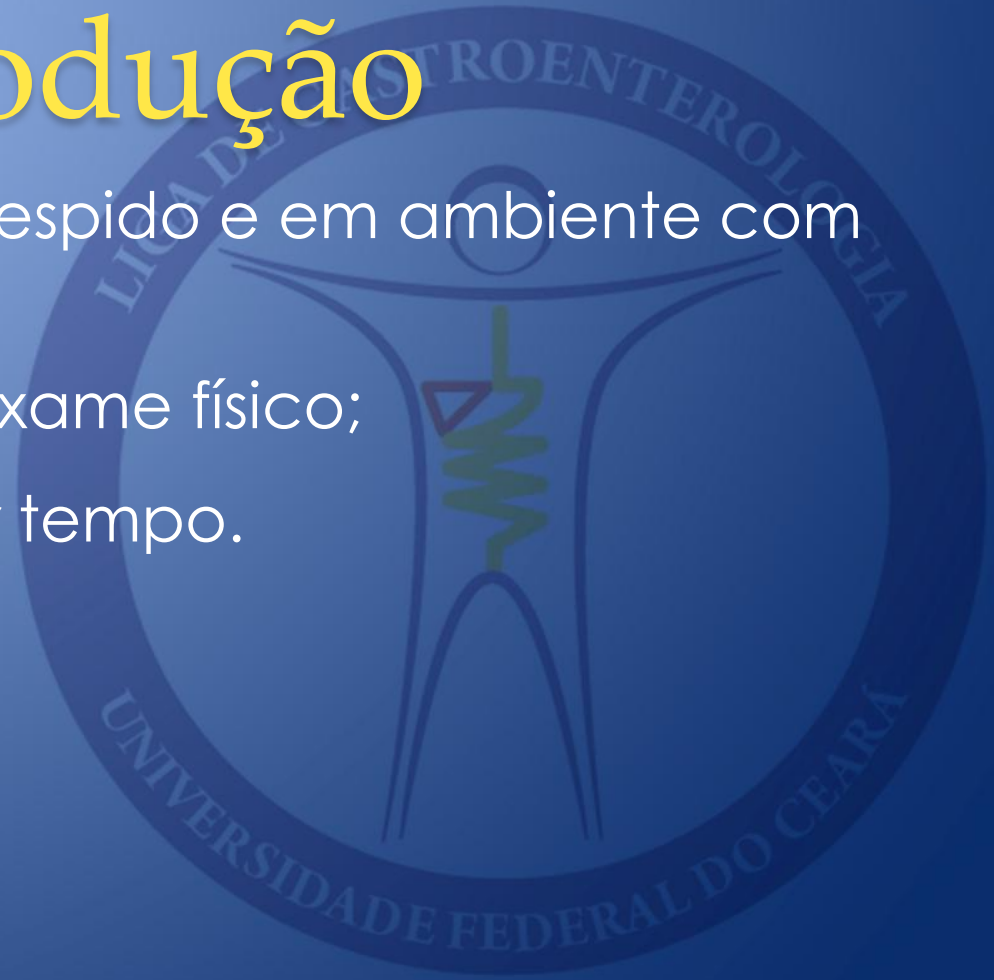 odução
espido e em ambiente com
xame físico;
tempo.
LIGA DE GASTROENTEROLOGIA
UNIVERSIDADE FEDERAL DO CEARÁ